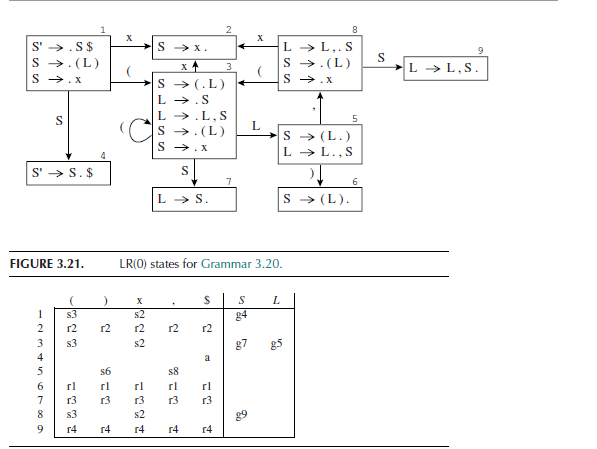 1
S' → . S $
S → . ( L )
S → . x
x
2
S → x .
x
8
L → L , . S
S → . ( L )
S → . x
S
9
L → L , S .
(
x
3
S → ( . L )
L → . S
L → . L , S
S → . ( L )
S → . x
(
(
S
L
,
5
S → ( L . )
L → L . , S
4
S' → S . $
S
7
L → S .
)
6
S → ( L ) .
FIGURE 3.21. LR(0) states for Grammar 3.20.
( ) x , $ S L
1 s3 s2 g4
2 r2 r2 r2 r2 r2
3 s3 s2 g7 g5
4 a
5 s6 s8
6 r1 r1 r1 r1 r1
7 r3 r3 r3 r3 r3
8 s3 s2 g9
9 r4 r4 r4 r4 r4